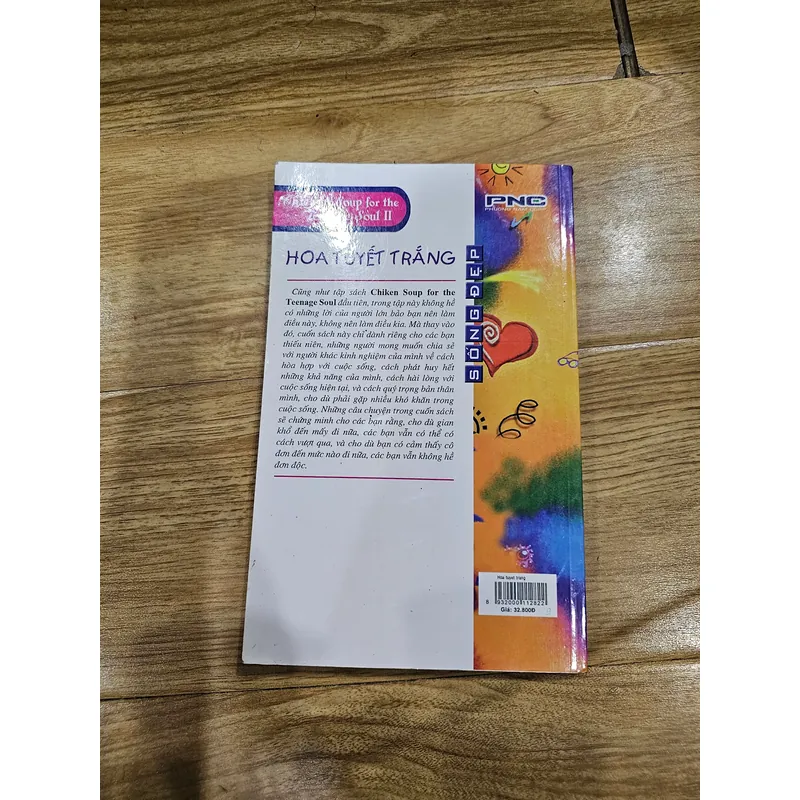 Soup for the
Soul II
HOA TUYẾT TRẮNG
Cũng như tập sách Chiken Soup for the
Teenage Soul đầu tiên, trong tập này không hề
có những lời của người lớn bảo bạn nên làm
điều này, không nên làm điều kia. Mà thay vào
đó, cuốn sách này chỉ dành riêng cho các bạn
thiếu niên, những người mong muốn chia sẻ
với người khác kinh nghiệm của mình về cách
hòa hợp với cuộc sống, cách phát huy hết
những khả năng của mình, cách hài lòng với
cuộc sống hiện tại, và cách quý trọng bản thân
mình, cho dù phải gặp nhiều khó khăn trong
cuộc sống. Những câu chuyện trong cuốn sách
sẽ chứng minh cho các bạn rằng, cho dù gian
khổ đến mấy đi nữa, các bạn vẫn có thể có
cách vượt qua, và cho dù bạn có cảm thấy cô
đơn đến mức nào đi nữa, các bạn vẫn không hề
đơn độc.
SỐNG ĐẸP
PNC
Hoa tuyết trắng
8 932000 112822
Giá: 32.800Đ